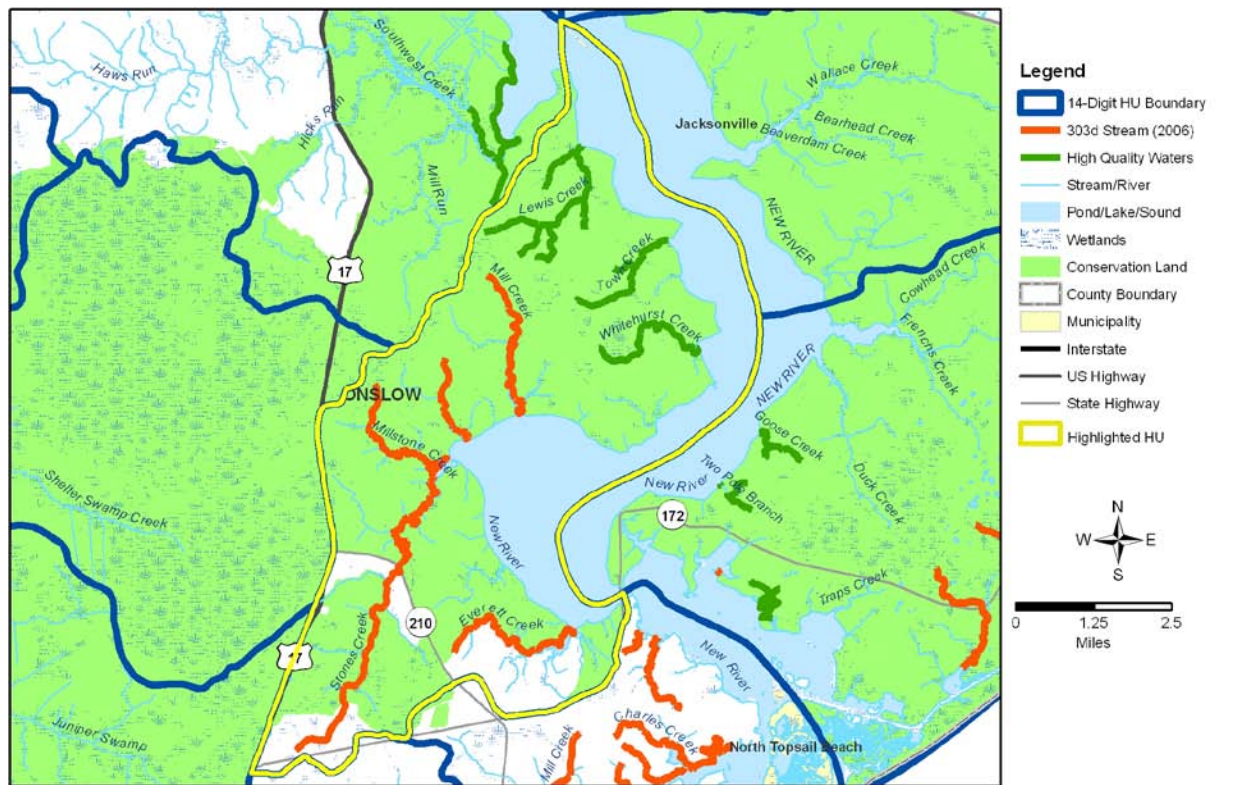 Haws Run
Southwest Creek
Hicks Run
Mill Run
Wallace Creek
Jacksonville
Bearhead Creek
Beaverdam Creek
Lewis Creek
NEW RIVER
Town Creek
17
Mill Creek
Cowhead Creek
Whitehurst Creek
Frenchs Creek
NEW RIVER
ONSLOW
Millstone Creek
Goose Creek
Two Pole Branch
New River
Duck Creek
Shelter Swamp Creek
172
New River
Traps Creek
210
Everett Creek
Stones Creek
17
New River
Juniper Swamp
Mill Creek
Charles Creek
North Topsail Beach
Legend
14-Digit HU Boundary
303d Stream (2006)
High Quality Waters
Stream/River
Pond/Lake/Sound
Wetlands
Conservation Land
County Boundary
Municipality
Interstate
US Highway
State Highway
Highlighted HU
N
W E
S
0 1.25 2.5
Miles